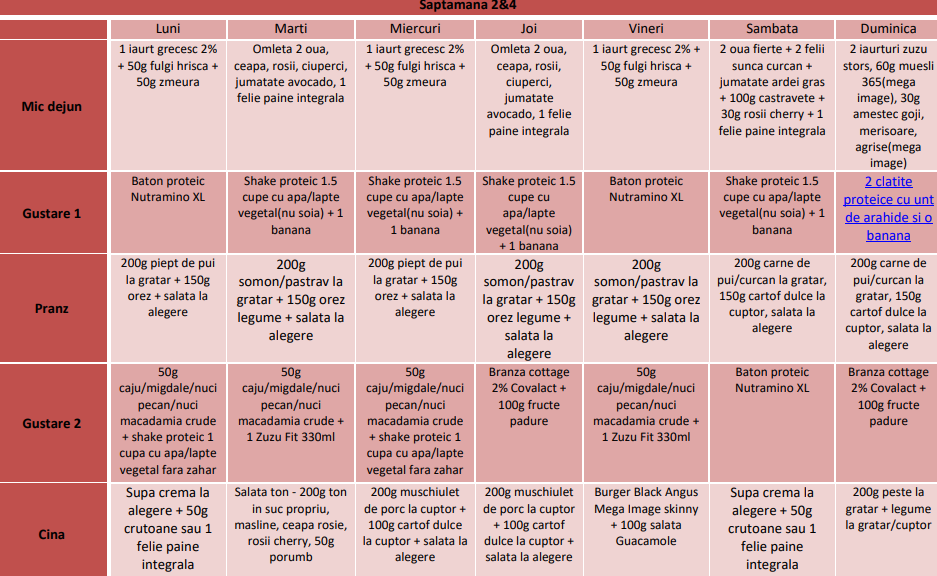 Saptamana 2&4
Luni Marti Miercuri Joi Vineri Sambata Duminica
Mic dejun
1 iaurt grecesc 2%
+ 50g fulgi hrisca +
50g zmeura
Omleta 2 oua,
ceapa, rosii, ciuperci,
jumatate avocado, 1
felie paine integrala
1 iaurt grecesc 2%
+ 50g fulgi hrisca +
50g zmeura
Omleta 2 oua,
ceapa, rosii,
ciuperci,
jumatate
avocado, 1 felie
paine integrala
1 iaurt grecesc 2% +
50g fulgi hrisca +
50g zmeura
2 oua fierte + 2 felii
sunca curcan +
jumatate ardei gras
+ 100g castravete +
30g rosii cherry + 1
felie paine integrala
2 iaurturi zuzu
stors, 60g muesli
365(mega
image), 30g
amestec goji,
merisoare,
agrise(mega
image)
Gustare 1
Baton proteic
Nutramino XL
Shake proteic 1.5
cupe cu apa/lapte
vegetal(nu soia) + 1
banana
Shake proteic 1.5
cupe cu apa/lapte
vegetal(nu soia) +
1 banana
Shake proteic 1.5
cupe cu
apa/lapte
vegetal(nu soia)
+ 1 banana
Baton proteic
Nutramino XL
Shake proteic 1.5
cupe cu apa/lapte
vegetal(nu soia) + 1
banana
2 clatite
proteice cu unt
de arahide si o
banana
Pranz
200g piept de pui
la gratar + 150g
orez + salata la
alegere
200g
somon/pastrav la
gratar + 150g orez
legume + salata la
alegere
200g piept de pui
la gratar + 150g
orez + salata la
alegere
200g
somon/pastrav
la gratar + 150g
orez legume +
salata la
alegere
200g
somon/pastrav la
gratar + 150g orez
legume + salata la
alegere
200g carne de
pui/curcan la gratar,
150g cartof dulce la
cuptor, salata la
alegere
200g carne de
pui/curcan la
gratar, 150g
cartof dulce la
cuptor, salata la
alegere
Gustare 2
50g
caju/migdale/nuci
pecan/nuci
macadamia crude
+ shake proteic 1
cupa cu apa/lapte
vegetal fara zahar
50g
caju/migdale/nuci
pecan/nuci
macadamia crude +
1 Zuzu Fit 330ml
50g
caju/migdale/nuci
pecan/nuci
macadamia crude
+ shake proteic 1
cupa cu apa/lapte
vegetal fara zahar
Branza cottage
2% Covalact +
100g fructe
padure
50g
caju/migdale/nuci
pecan/nuci
macadamia crude +
1 Zuzu Fit 330ml
Baton proteic
Nutramino XL
Branza cottage
2% Covalact +
100g fructe
padure
Cina
Supa crema la
alegere + 50g
crutoane sau 1
felie paine
integrala
Salata ton - 200g ton
in suc propriu,
masline, ceapa rosie,
rosii cherry, 50g
porumb
200g muschiulet
de porc la cuptor +
100g cartof dulce
la cuptor + salata la
alegere
200g muschiulet
de porc la cuptor
+ 100g cartof
dulce la cuptor +
salata la alegere
Burger Black Angus
Mega Image skinny
+ 100g salata
Guacamole
Supa crema la
alegere + 50g
crutoane sau 1
felie paine
integrala
200g peste la
gratar + legume
la gratar/cuptor